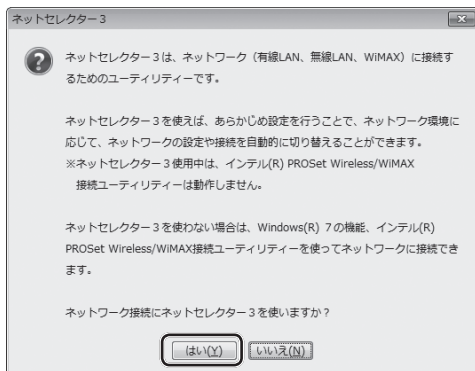 ネットセレクター3
ネットセレクター3は、ネットワーク(有線LAN、無線LAN、WiMAX)に接続す
るためのユーティリティーです。
ネットセレクター3を使えば、あらかじめ設定を行うことで、ネットワーク環境に
応じて、ネットワークの設定や接続を自動的に切り替えることができます。
※ネットセレクター3使用中は、インテル(R) PROSet Wireless/WiMAX
接続ユーティリティーは動作しません。
ネットセレクター3を使わない場合は、Windows(R) 7の機能、インテル(R)
PROSet Wireless/WiMAX接続ユーティリティーを使ってネットワークに接続でき
ます。
ネットワーク接続にネットセレクター3を使いますか?
はい(Y) いいえ(N)